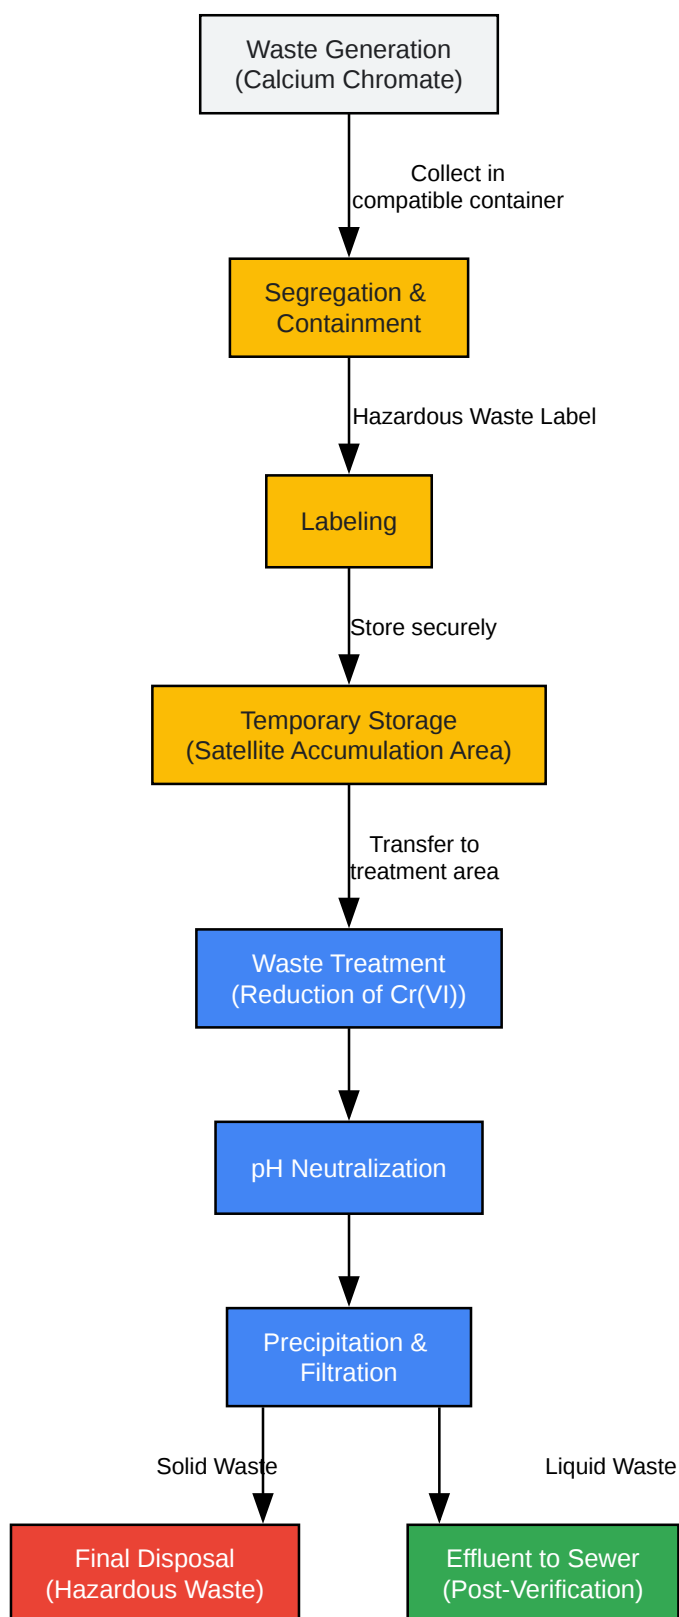 Waste Generation
(Calcium Chromate)
Collect in
compatible container
Segregation &
Containment
Hazardous Waste Label
Labeling
Store securely
Temporary Storage
(Satellite Accumulation Area)
Transfer to
treatment area
Waste Treatment
(Reduction of Cr(VI))
pH Neutralization
Precipitation &
Filtration
Solid Waste
Liquid Waste
Final Disposal
(Hazardous Waste)
Effluent to Sewer
(Post-Verification)